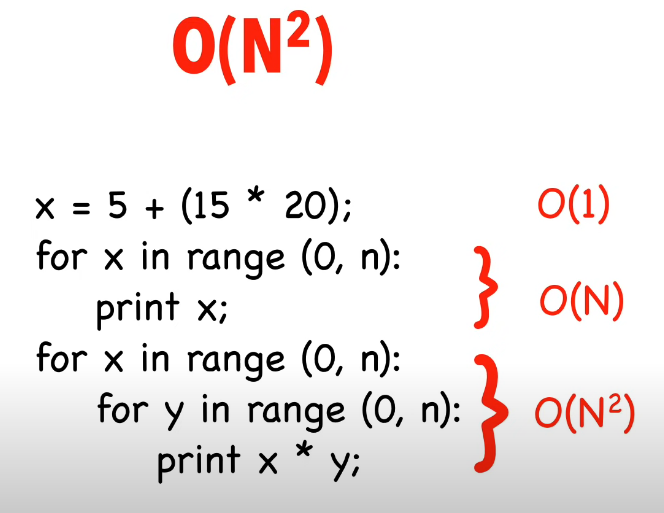 O(N²)
x = 5 + (15 * 20); O(1)
for x in range (0, n):
print x; O(N)
for x in range (0, n):
for y in range (0, n): O(N²)
print x * y;